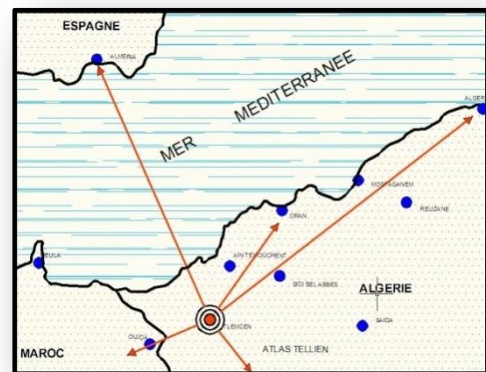 ESPAGNE
ALMERIA
MER MEDITERRANEE
ALGER
MOSTAGANEM
RELIZANE
ORAN
AIN TEMOUCHENT
SIDI BEL ABBES
ALGERIE
SAIDA
TLEMCEN
OUJDA
MAROC
ATLAS TELLIEN